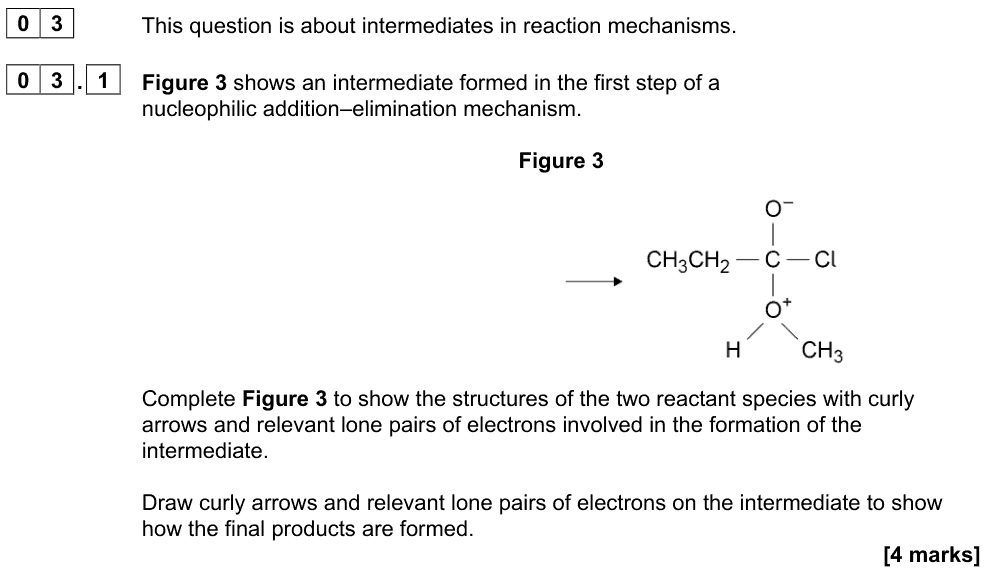 0 3 This question is about intermediates in reaction mechanisms.
0 3 . 1 Figure 3 shows an intermediate formed in the first step of a
nucleophilic addition–elimination mechanism.
Figure 3
O⁻
CH₃CH₂ — C — Cl
O⁺
H CH₃
Complete Figure 3 to show the structures of the two reactant species with curly
arrows and relevant lone pairs of electrons involved in the formation of the
intermediate.
Draw curly arrows and relevant lone pairs of electrons on the intermediate to show
how the final products are formed.
[4 marks]